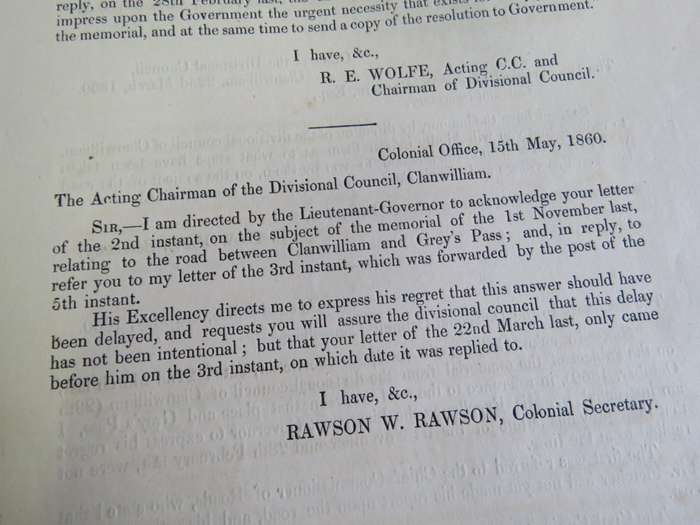 reply, on the 28th February last, the
impress upon the Government the urgent necessity that exists
the memorial, and at the same time to send a copy of the resolution to Government.
I have, &c.,
R. E. WOLFE, Acting C.C. and
Chairman of Divisional Council.
Colonial Office, 15th May, 1860.
The Acting Chairman of the Divisional Council, Clanwilliam.
SIR,—I am directed by the Lieutenant-Governor to acknowledge your letter
of the 2nd instant, on the subject of the memorial of the 1st November last,
relating to the road between Clanwilliam and Grey's Pass; and, in reply, to
refer you to my letter of the 3rd instant, which was forwarded by the post of the
5th instant.
His Excellency directs me to express his regret that this answer should have
been delayed, and requests you will assure the divisional council that this delay
has not been intentional; but that your letter of the 22nd March last, only came
before him on the 3rd instant, on which date it was replied to.
I have, &c.,
RAWSON W. RAWSON, Colonial Secretary.